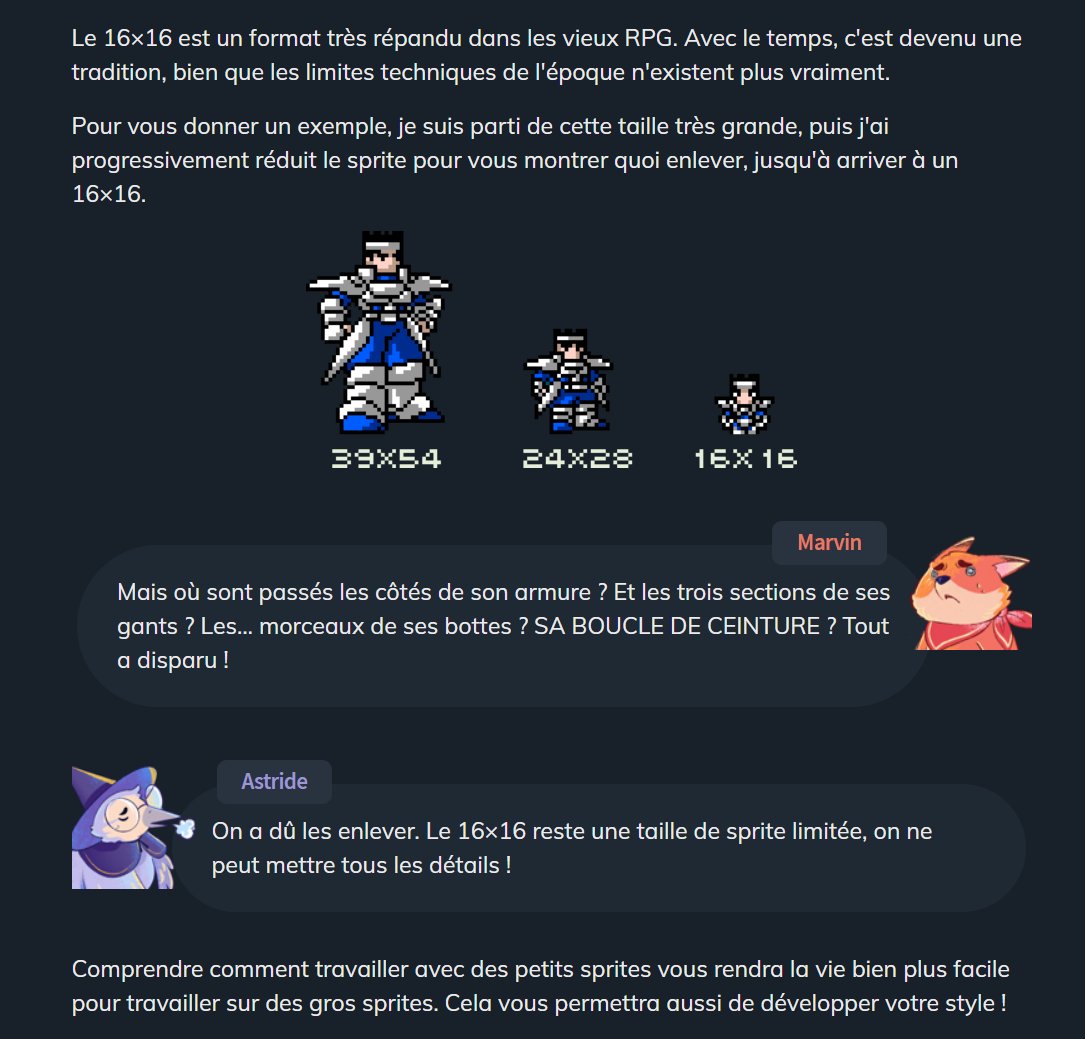 Le 16×16 est un format très répandu dans les vieux RPG. Avec le temps, c'est devenu une
tradition, bien que les limites techniques de l'époque n'existent plus vraiment.
Pour vous donner un exemple, je suis parti de cette taille très grande, puis j'ai
progressivement réduit le sprite pour vous montrer quoi enlever, jusqu'à arriver à un
16×16.
39X54
24X28
16X16
Marvin
Mais où sont passés les côtés de son armure ? Et les trois sections de ses
gants ? Les... morceaux de ses bottes ? SA BOUCLE DE CEINTURE ? Tout
a disparu !
Astride
On a dû les enlever. Le 16×16 reste une taille de sprite limitée, on ne
peut mettre tous les détails !
Comprendre comment travailler avec des petits sprites vous rendra la vie bien plus facile
pour travailler sur des gros sprites. Cela vous permettra aussi de développer votre style !